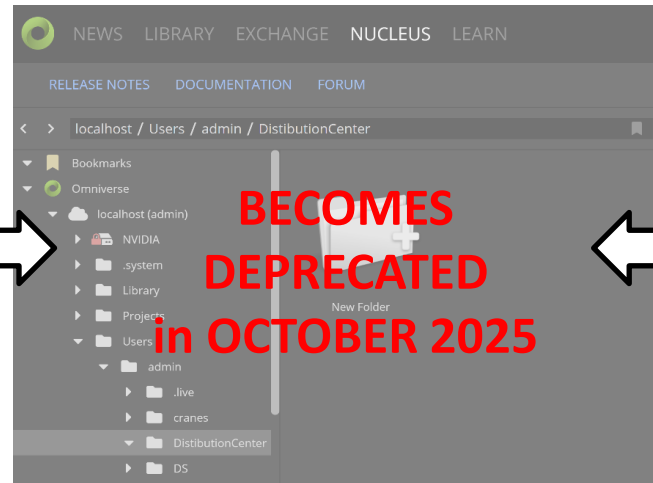 NEWS LIBRARY EXCHANGE NUCLEUS LEARN
RELEASE NOTES DOCUMENTATION FORUM
localhost / Users / admin / DistibutionCenter
Bookmarks
Omniverse
localhost (admin)
NVIDIA
.system
Library
Projects
Users
admin
.live
cranes
DistibutionCenter
DS
New Folder
BECOMES
DEPRECATED
in OCTOBER 2025